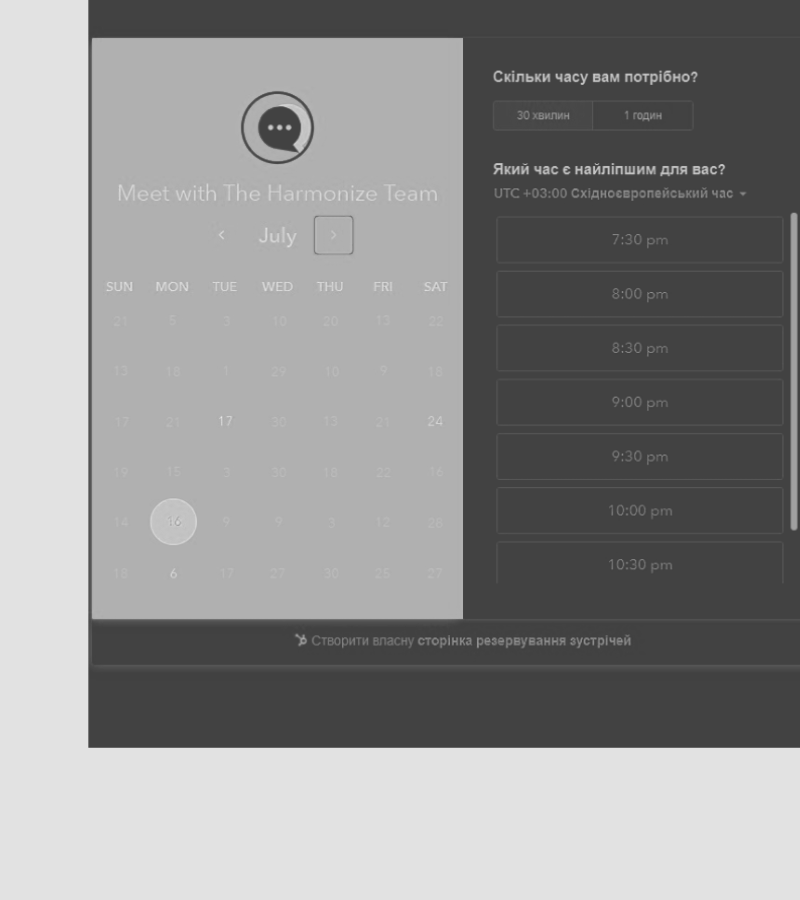 Meet with The Harmonize Team
July
SUN MON TUE WED THU FRI SAT
21 5 3 10 20 13 22
13 18 1 29 10 9 18
17 21 17 30 13 21 24
19 15 3 30 18 22 16
14 16 9 9 3 12 28
18 6 17 27 30 25 27
Скільки часу вам потрібно?
30 хвилин 1 годин
Який час є найліпшим для вас?
UTC +03:00 Східноєвропейський час
7:30 pm
8:00 pm
8:30 pm
9:00 pm
9:30 pm
10:00 pm
10:30 pm
Створити власну сторінка резервування зустрічей